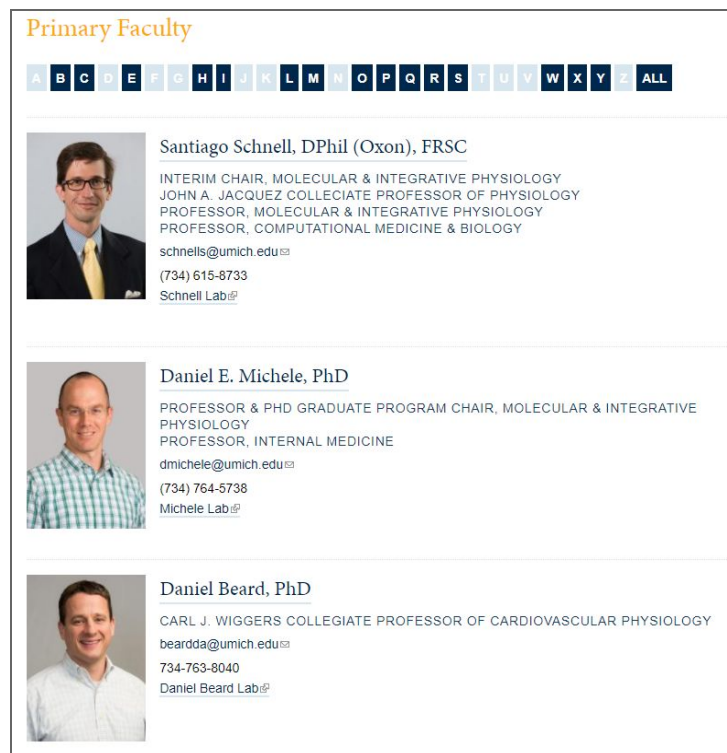 Primary Faculty
A B C D E F G H I J K L M N O P Q R S T U V W X Y Z ALL
Santiago Schnell, DPhil (Oxon), FRSC
INTERIM CHAIR, MOLECULAR & INTEGRATIVE PHYSIOLOGY
JOHN A. JACQUEZ COLLECIATE PROFESSOR OF PHYSIOLOGY
PROFESSOR, MOLECULAR & INTEGRATIVE PHYSIOLOGY
PROFESSOR, COMPUTATIONAL MEDICINE & BIOLOGY
schnells@umich.edu
(734) 615-8733
Schnell Lab
Daniel E. Michele, PhD
PROFESSOR & PHD GRADUATE PROGRAM CHAIR, MOLECULAR & INTEGRATIVE
PHYSIOLOGY
PROFESSOR, INTERNAL MEDICINE
dmichele@umich.edu
(734) 764-5738
Michele Lab
Daniel Beard, PhD
CARL J. WIGGERS COLLEGIATE PROFESSOR OF CARDIOVASCULAR PHYSIOLOGY
beardda@umich.edu
734-763-8040
Daniel Beard Lab